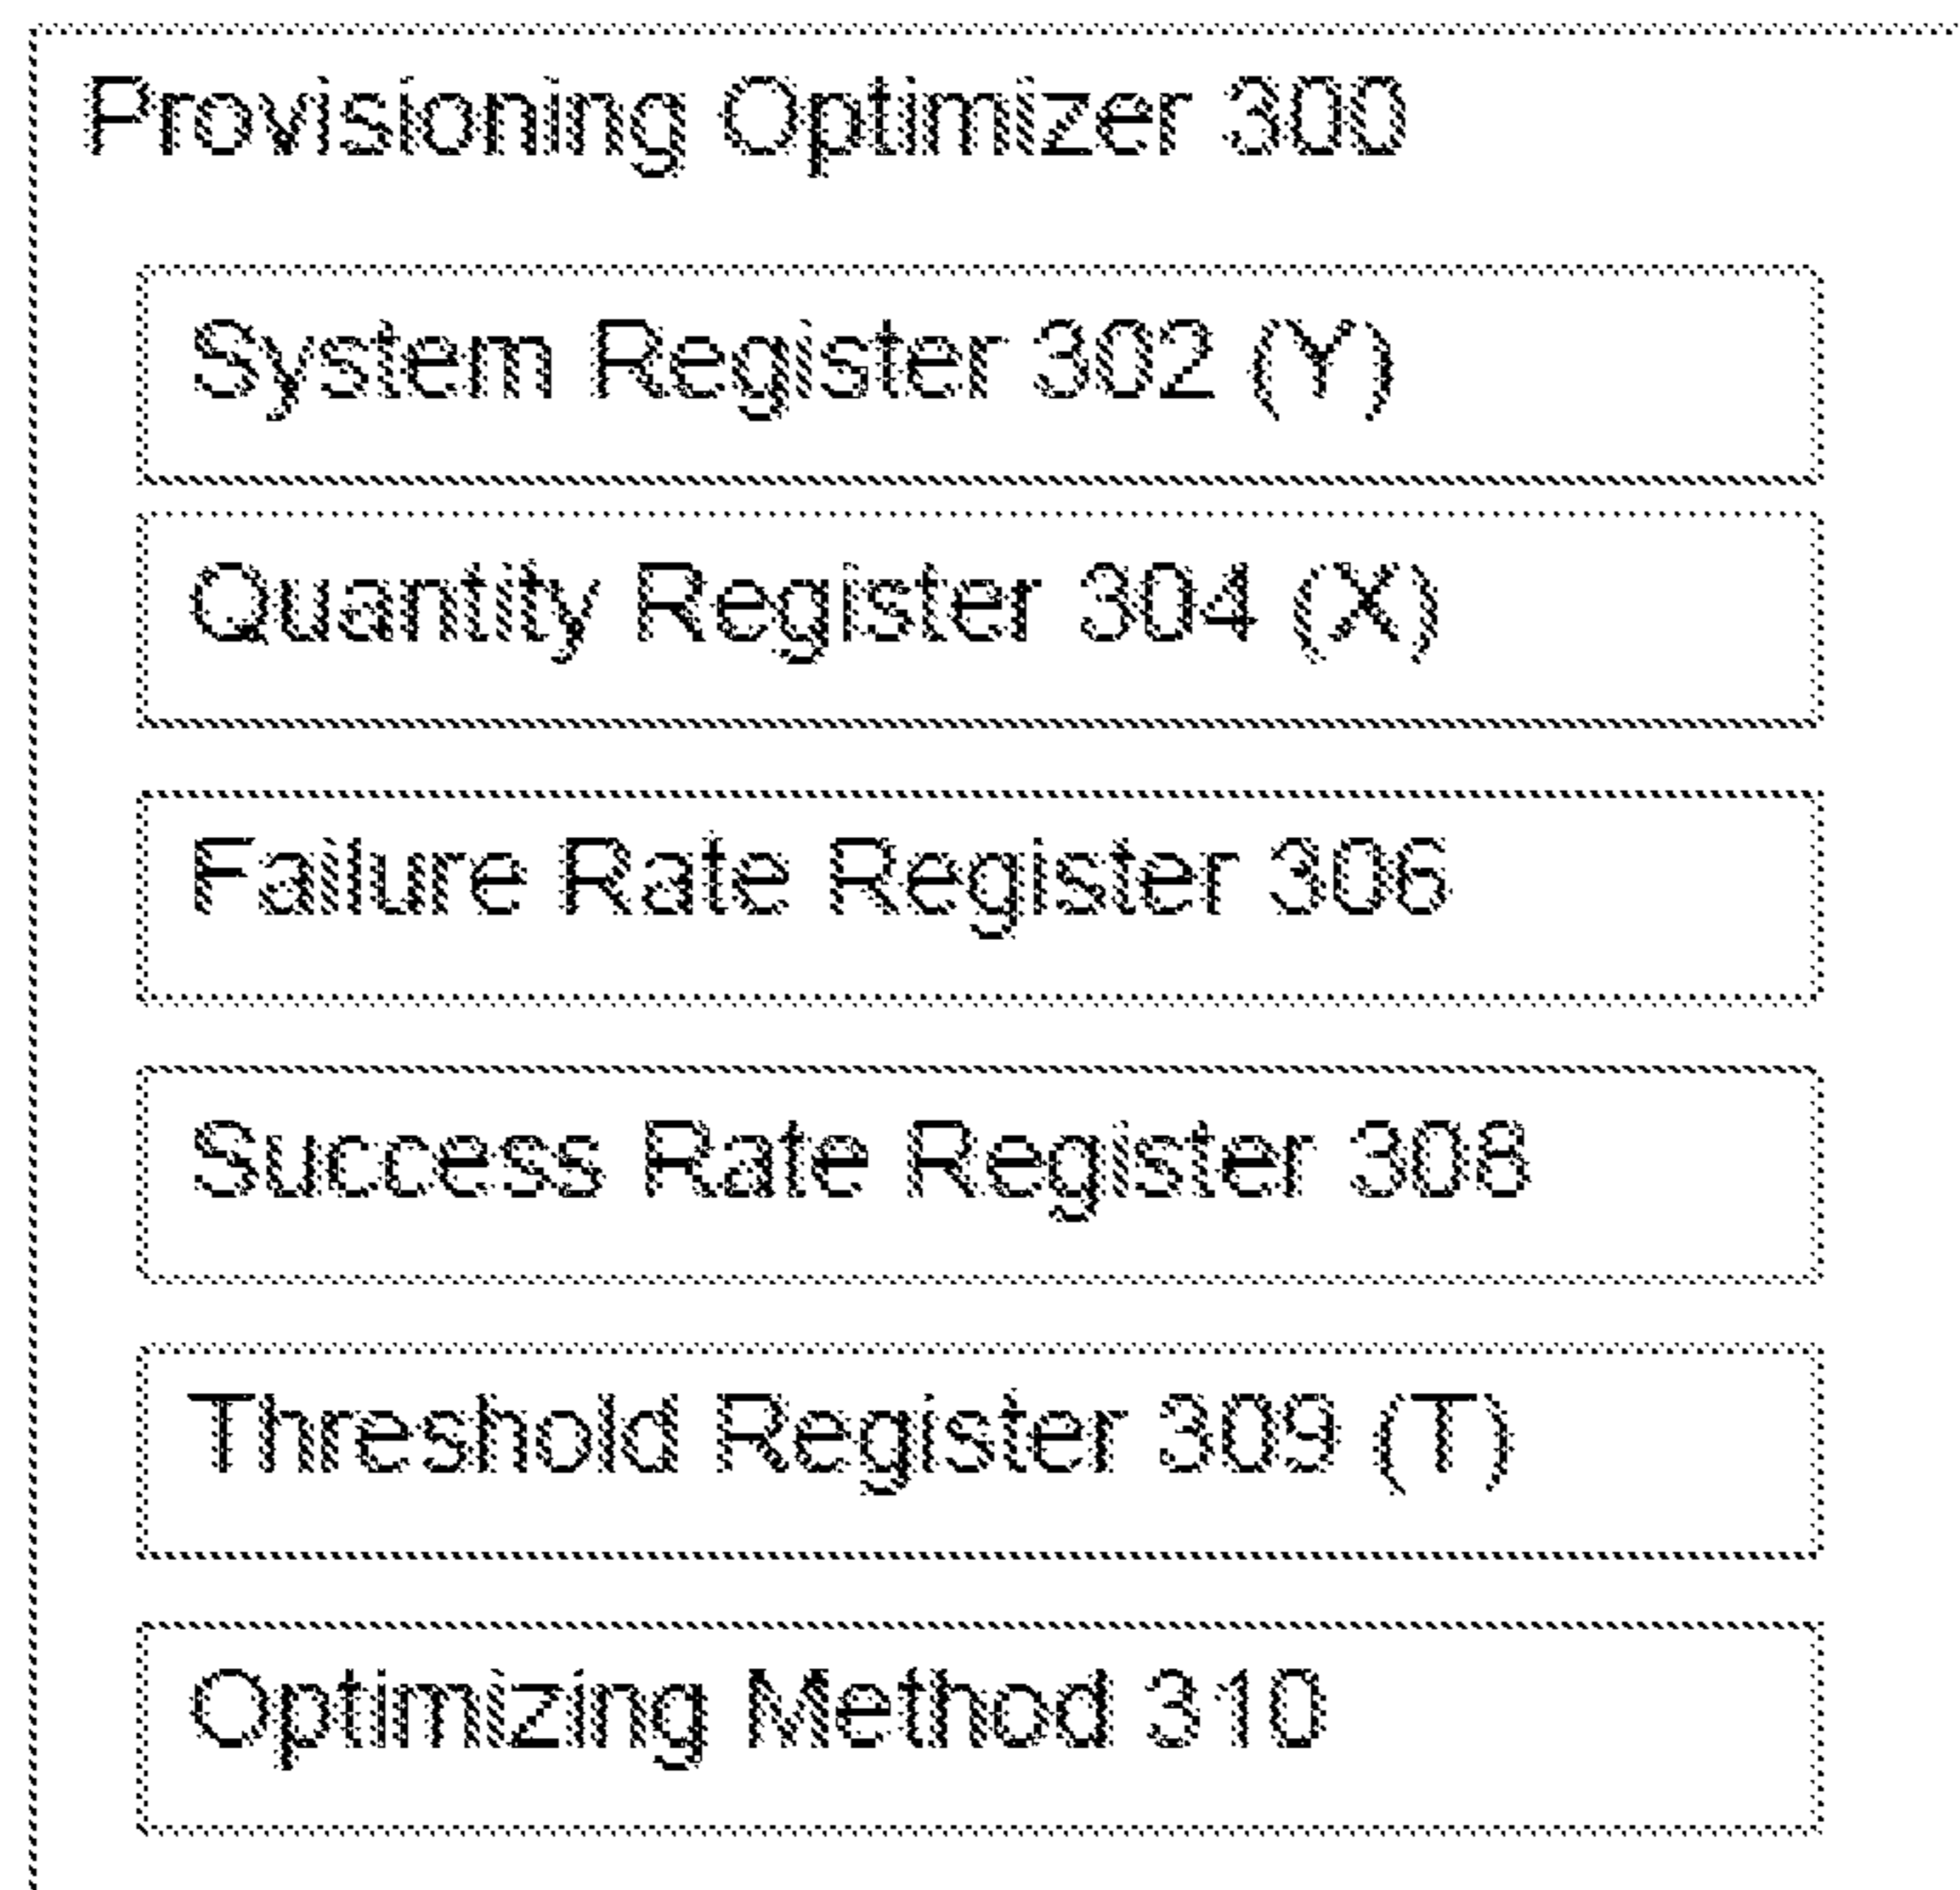 Provisioning Optimizer 300
System Register 302 (Y)
Quantity Register 304 (X)
Failure Rate Register 306
Success Rate Register 308
Threshold Register 309 (T)
Optimizing Method 310